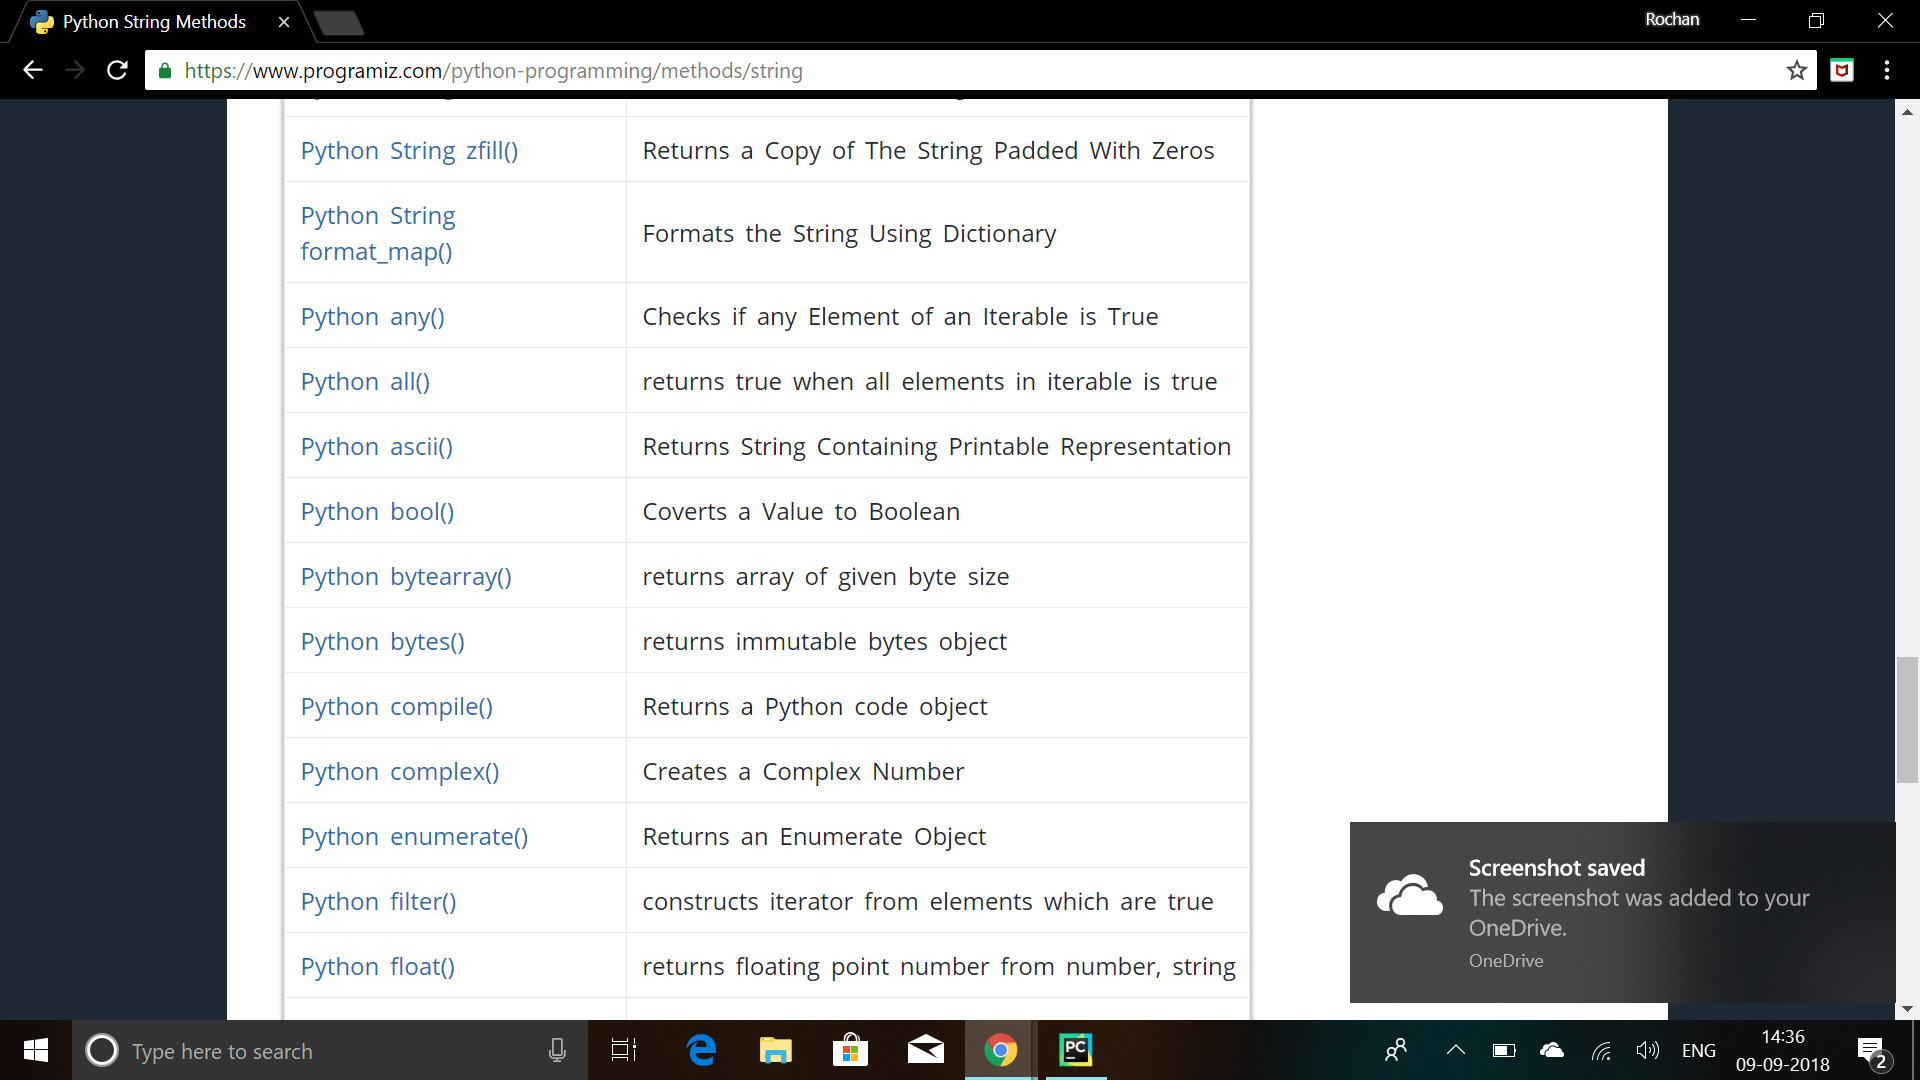 Python String Methods
Rochan
https://www.programiz.com/python-programming/methods/string
Python String zfill() Returns a Copy of The String Padded With Zeros
Python String
format_map()
Formats the String Using Dictionary
Python any() Checks if any Element of an Iterable is True
Python all() returns true when all elements in iterable is true
Python ascii() Returns String Containing Printable Representation
Python bool() Coverts a Value to Boolean
Python bytearray() returns array of given byte size
Python bytes() returns immutable bytes object
Python compile() Returns a Python code object
Python complex() Creates a Complex Number
Python enumerate() Returns an Enumerate Object
Python filter() constructs iterator from elements which are true
Python float() returns floating point number from number, string
Screenshot saved
The screenshot was added to your
OneDrive.
OneDrive
Type here to search
PC
ENG
14:36
09-09-2018
2